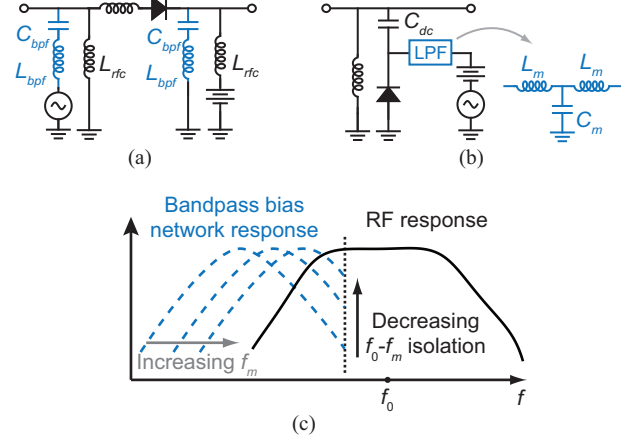 C_bpf
L_bpf
L_rfc
C_bpf
L_bpf
L_rfc
(a)
C_dc
LPF
(b)
L_m
L_m
C_m
Bandpass bias
network response
RF response
Increasing f_m
Decreasing
f_0-f_m isolation
f_0
f
(c)